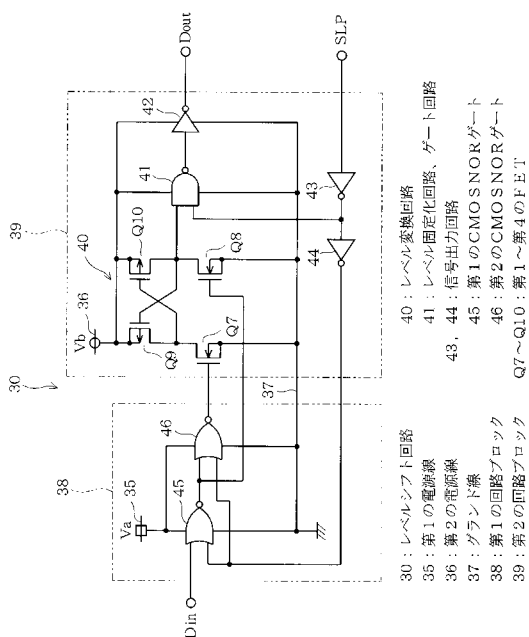 30
39
40
Vb
36
Q9
Q10
41
42
Dout
Q7
Q8
38
Va
35
45
46
37
Din
44
43
SLP
30：レベルシフト回路
35：第１の電源線
36：第２の電源線
37：グランド線
38：第１の回路ブロック
39：第２の回路ブロック
40：レベル変換回路
41：レベル固定化回路、ゲート回路
43，44：信号出力回路
45：第１のＣＭＯＳＮＯＲゲート
46：第２のＣＭＯＳＮＯＲゲート
Q7〜Q10：第１〜第４のＦＥＴ